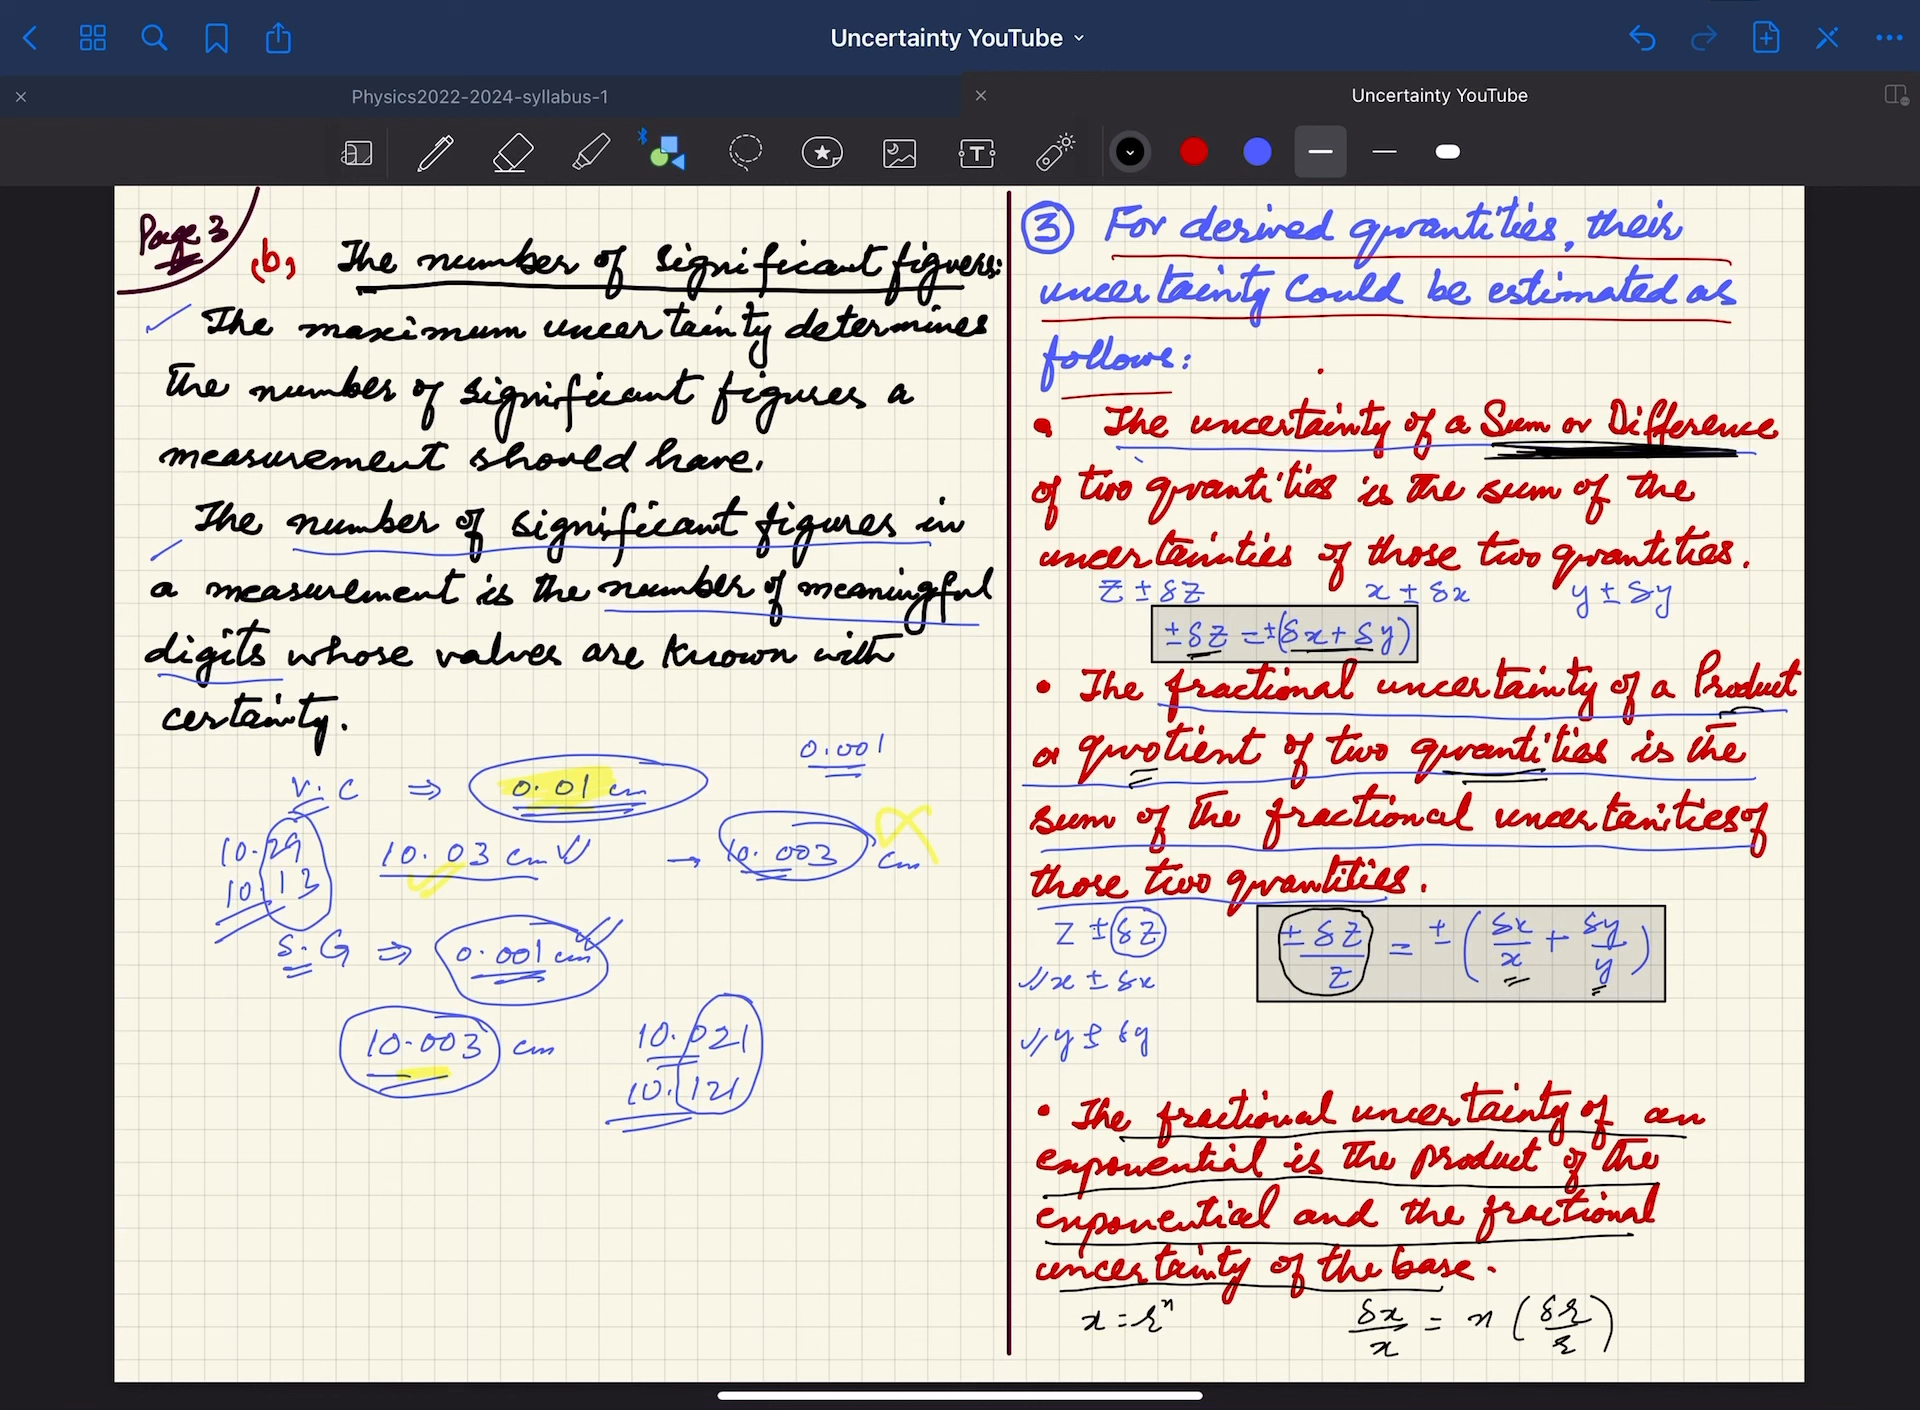 Uncertainty YouTube
Physics2022-2024-syllabus-1
Uncertainty YouTube
Page 3
(b) The number of significant figures:
The maximum uncertainty determines
the number of significant figures a
measurement should have.
The number of significant figures in
a measurement is the number of meaningful
digits whose values are known with
certainty.
0.001
V.C ⇒ 0.01 cm
10.29
10.13
10.03 cm → 10.003 cm
S.G ⇒ 0.001 cm
10.003 cm
10.021
10.121
③ For derived quantities, their
uncertainty could be estimated as
follows:
• The uncertainty of a Sum or Difference
of two quantities is the sum of the
uncertainties of those two quantities.
Z ± δZ x ± δx y ± δy
± δZ = ±(δx + δy)
• The fractional uncertainty of a Product
or quotient of two quantities is the
sum of the fractional uncertanities of
those two quantities.
Z ± δZ
x ± δx
y ± δy
± δZ/Z = ± (δx/x + δy/y)
• The fractional uncertainty of an
exponential is the product of the
exponential and the fractional
uncertainty of the base.
x = r^n δx/x = n (δr/r)